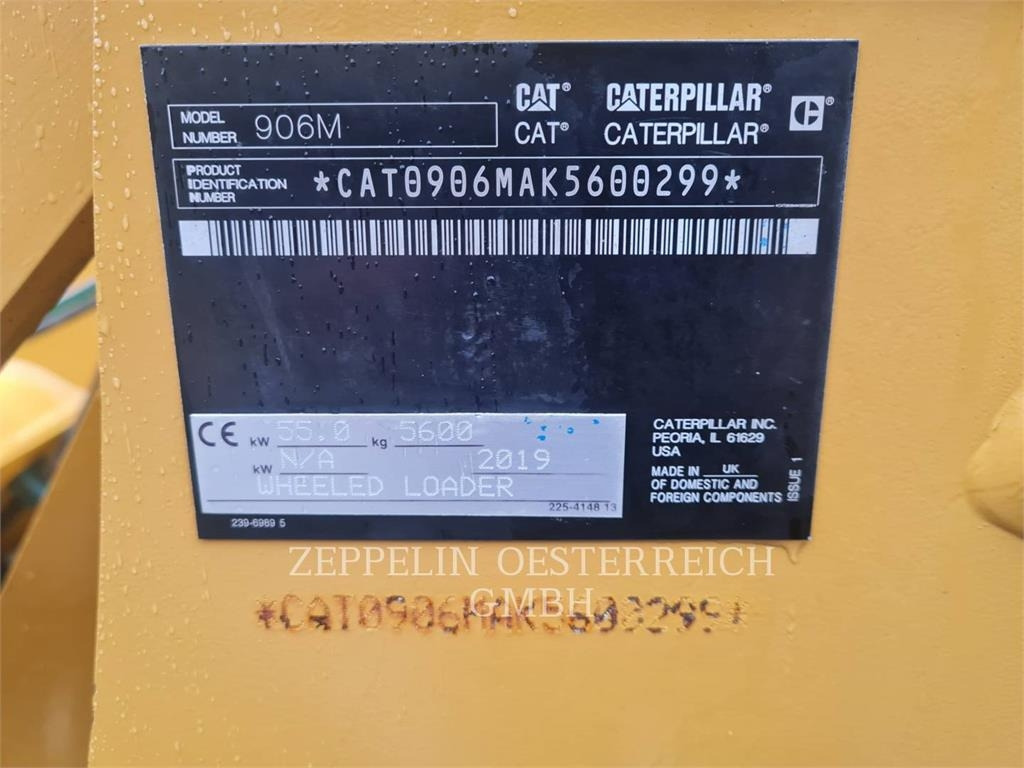 CAT® CATERPILLAR® C®
MODEL NUMBER 906M
CAT® CATERPILLAR®
PRODUCT IDENTIFICATION NUMBER *CAT0906MAK5600299*
CE kW 55.0 kg 5600
kW N/A 2019
WHEELED LOADER
225-4148 13
239-6989 5
CATERPILLAR INC.
PEORIA, IL 61629
USA
MADE IN UK
OF DOMESTIC AND
FOREIGN COMPONENTS
ISSUE 1
ZEPPELIN OESTERREICH
GMBH
*CAT0906MAK5600299*